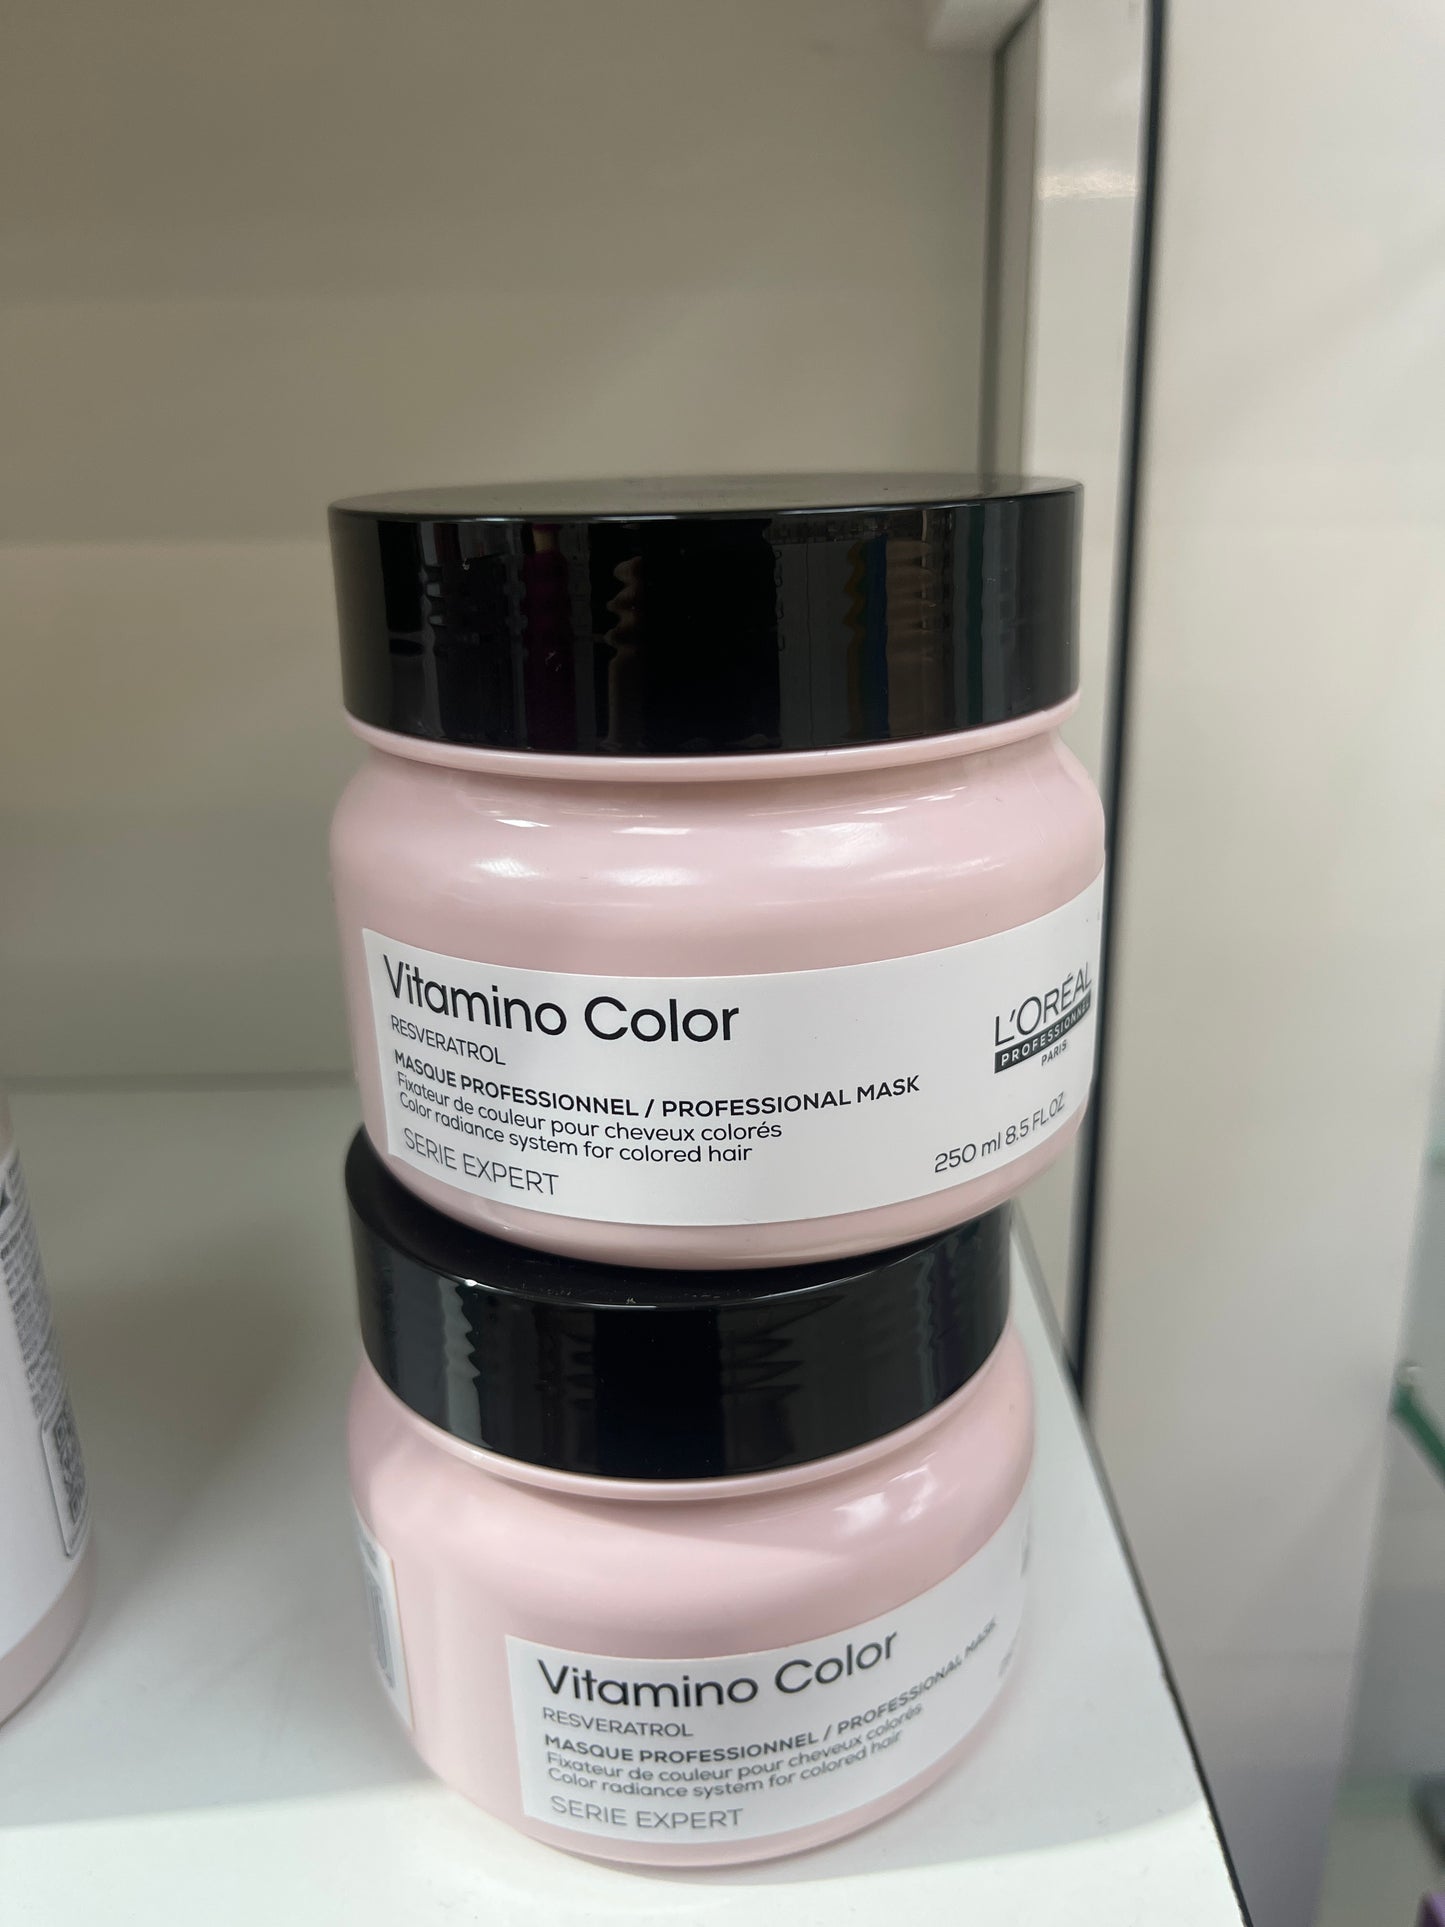 Vitamino Color
RESVERATROL
MASQUE PROFESSIONNEL / PROFESSIONAL MASK
Fixateur de couleur pour cheveux colorés
Color radiance system for colored hair
SERIE EXPERT
L'ORÉAL
PROFESSIONNEL
PARIS
250 ml 8.5 FL.OZ
Vitamino Color
RESVERATROL
MASQUE PROFESSIONNEL / PROFESSIONAL MASK
Fixateur de couleur pour cheveux colorés
Color radiance system for colored hair
SERIE EXPERT